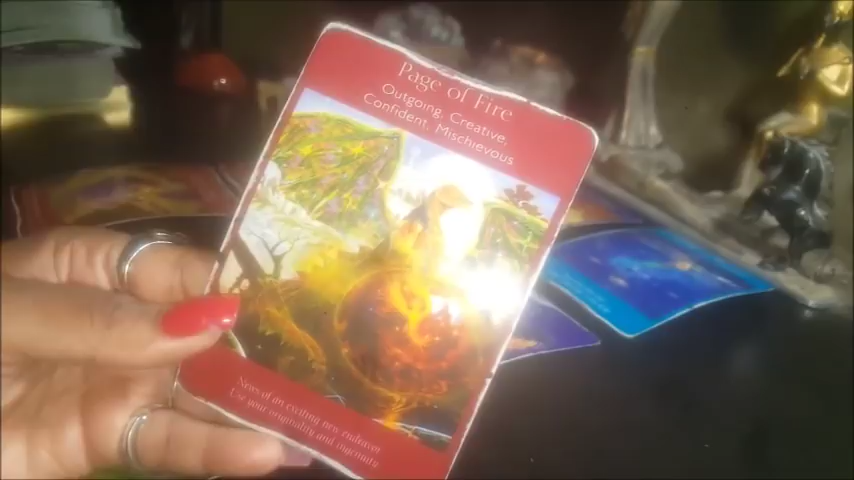 Page of Fire
Outgoing, Creative,
Confident, Mischievous
News of an exciting new endeavor
Use your originality and ingenuity